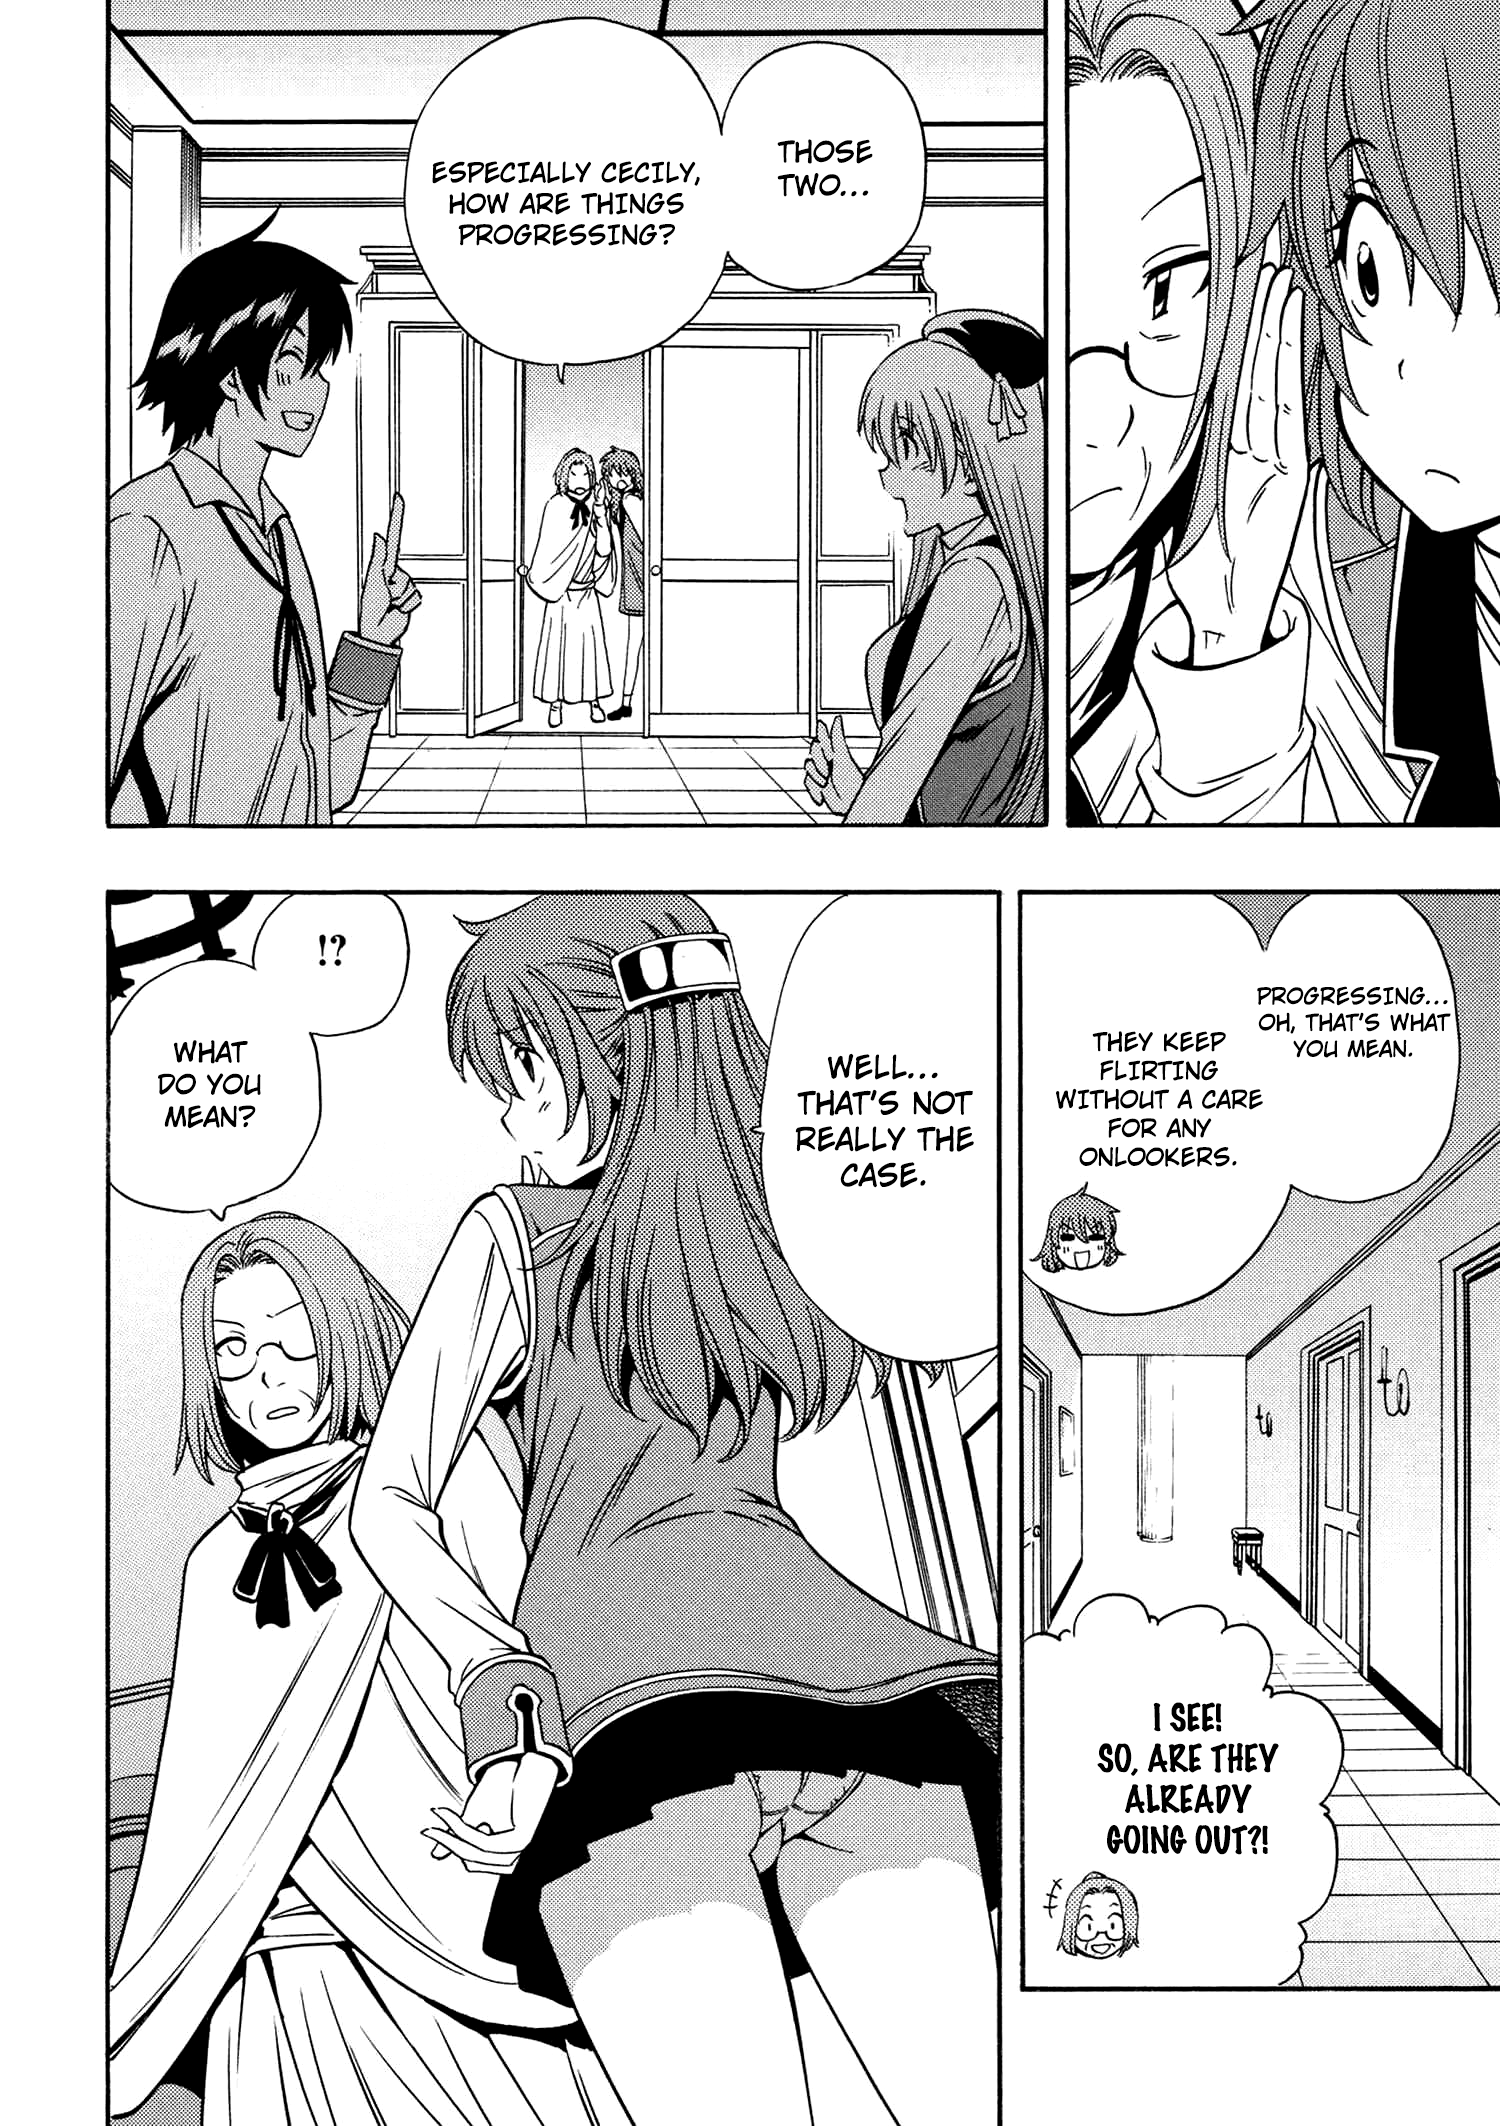 THOSE
TWO...
ESPECIALLY CECILY,
HOW ARE THINGS
PROGRESSING?
PROGRESSING...
OH, THAT'S WHAT
YOU MEAN.
THEY KEEP
FLIRTING
WITHOUT A CARE
FOR ANY
ONLOOKERS.
I SEE!
SO, ARE THEY
ALREADY
GOING OUT?!
WELL...
THAT'S NOT
REALLY THE
CASE.
!?
WHAT
DO YOU
MEAN?